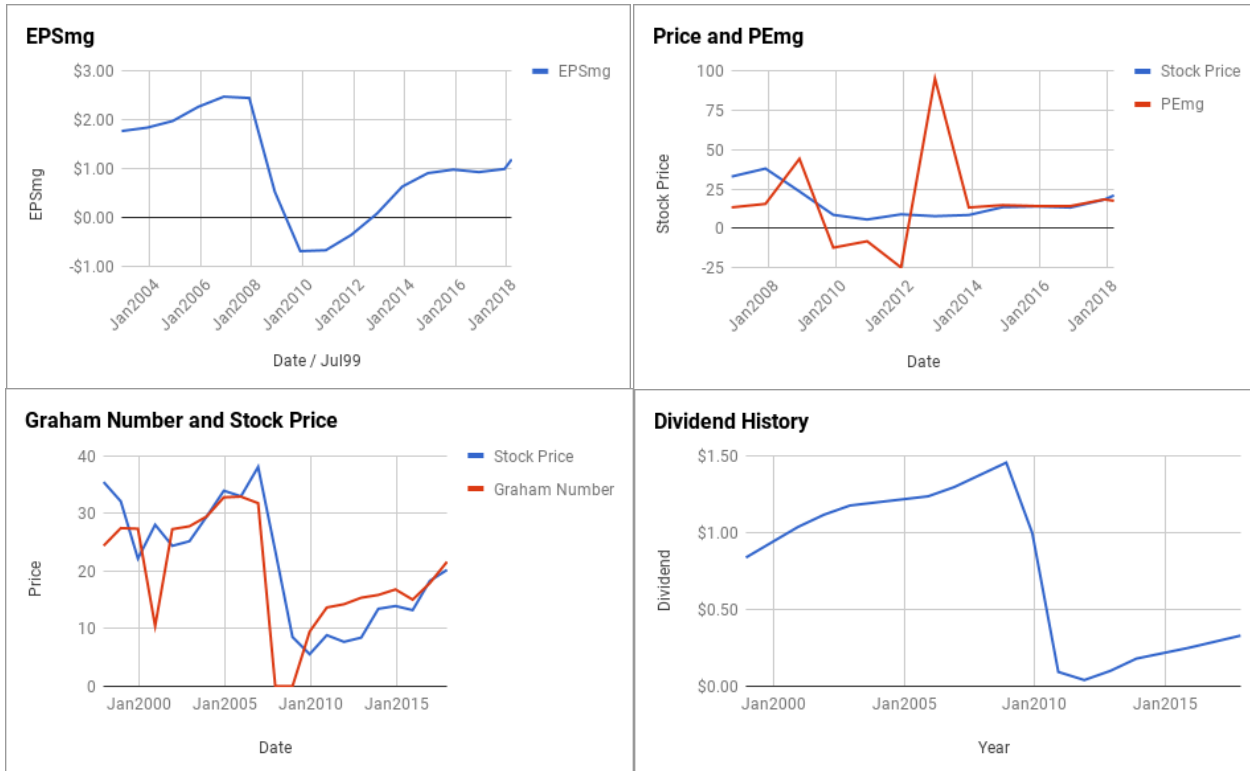 EPSmg
EPSmg
$3.00
$2.00
$1.00
$0.00
-$1.00
EPSmg
Jan2004
Jan2006
Jan2008
Jan2010
Jan2012
Jan2014
Jan2016
Jan2018
Date / Jul99
Price and PEmg
Stock Price
PEmg
100
75
50
25
0
-25
Stock Price
Jan2008
Jan2010
Jan2012
Jan2014
Jan2016
Jan2018
Date
Graham Number and Stock Price
Stock Price
Graham Number
40
30
20
10
0
Price
Jan2000
Jan2005
Jan2010
Jan2015
Date
Dividend History
$1.50
$1.00
$0.50
$0.00
Dividend
Jan2000
Jan2005
Jan2010
Jan2015
Year